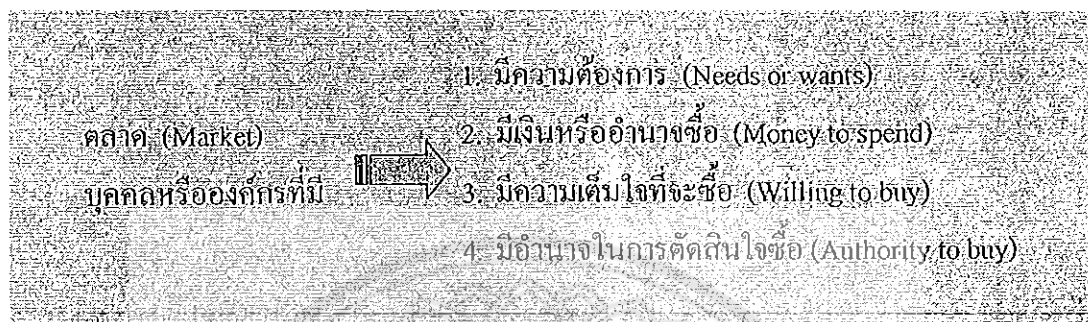 1. มีความต้องการ (Needs or wants)
ตลาด (Market)
2. มีเงินหรืออำนาจซื้อ (Money to spend)
บุคคลหรือองค์กรที่มี
3. มีความเต็มใจที่จะซื้อ (Willing to buy)
4. มีอำนาจในการตัดสินใจซื้อ (Authority to buy)